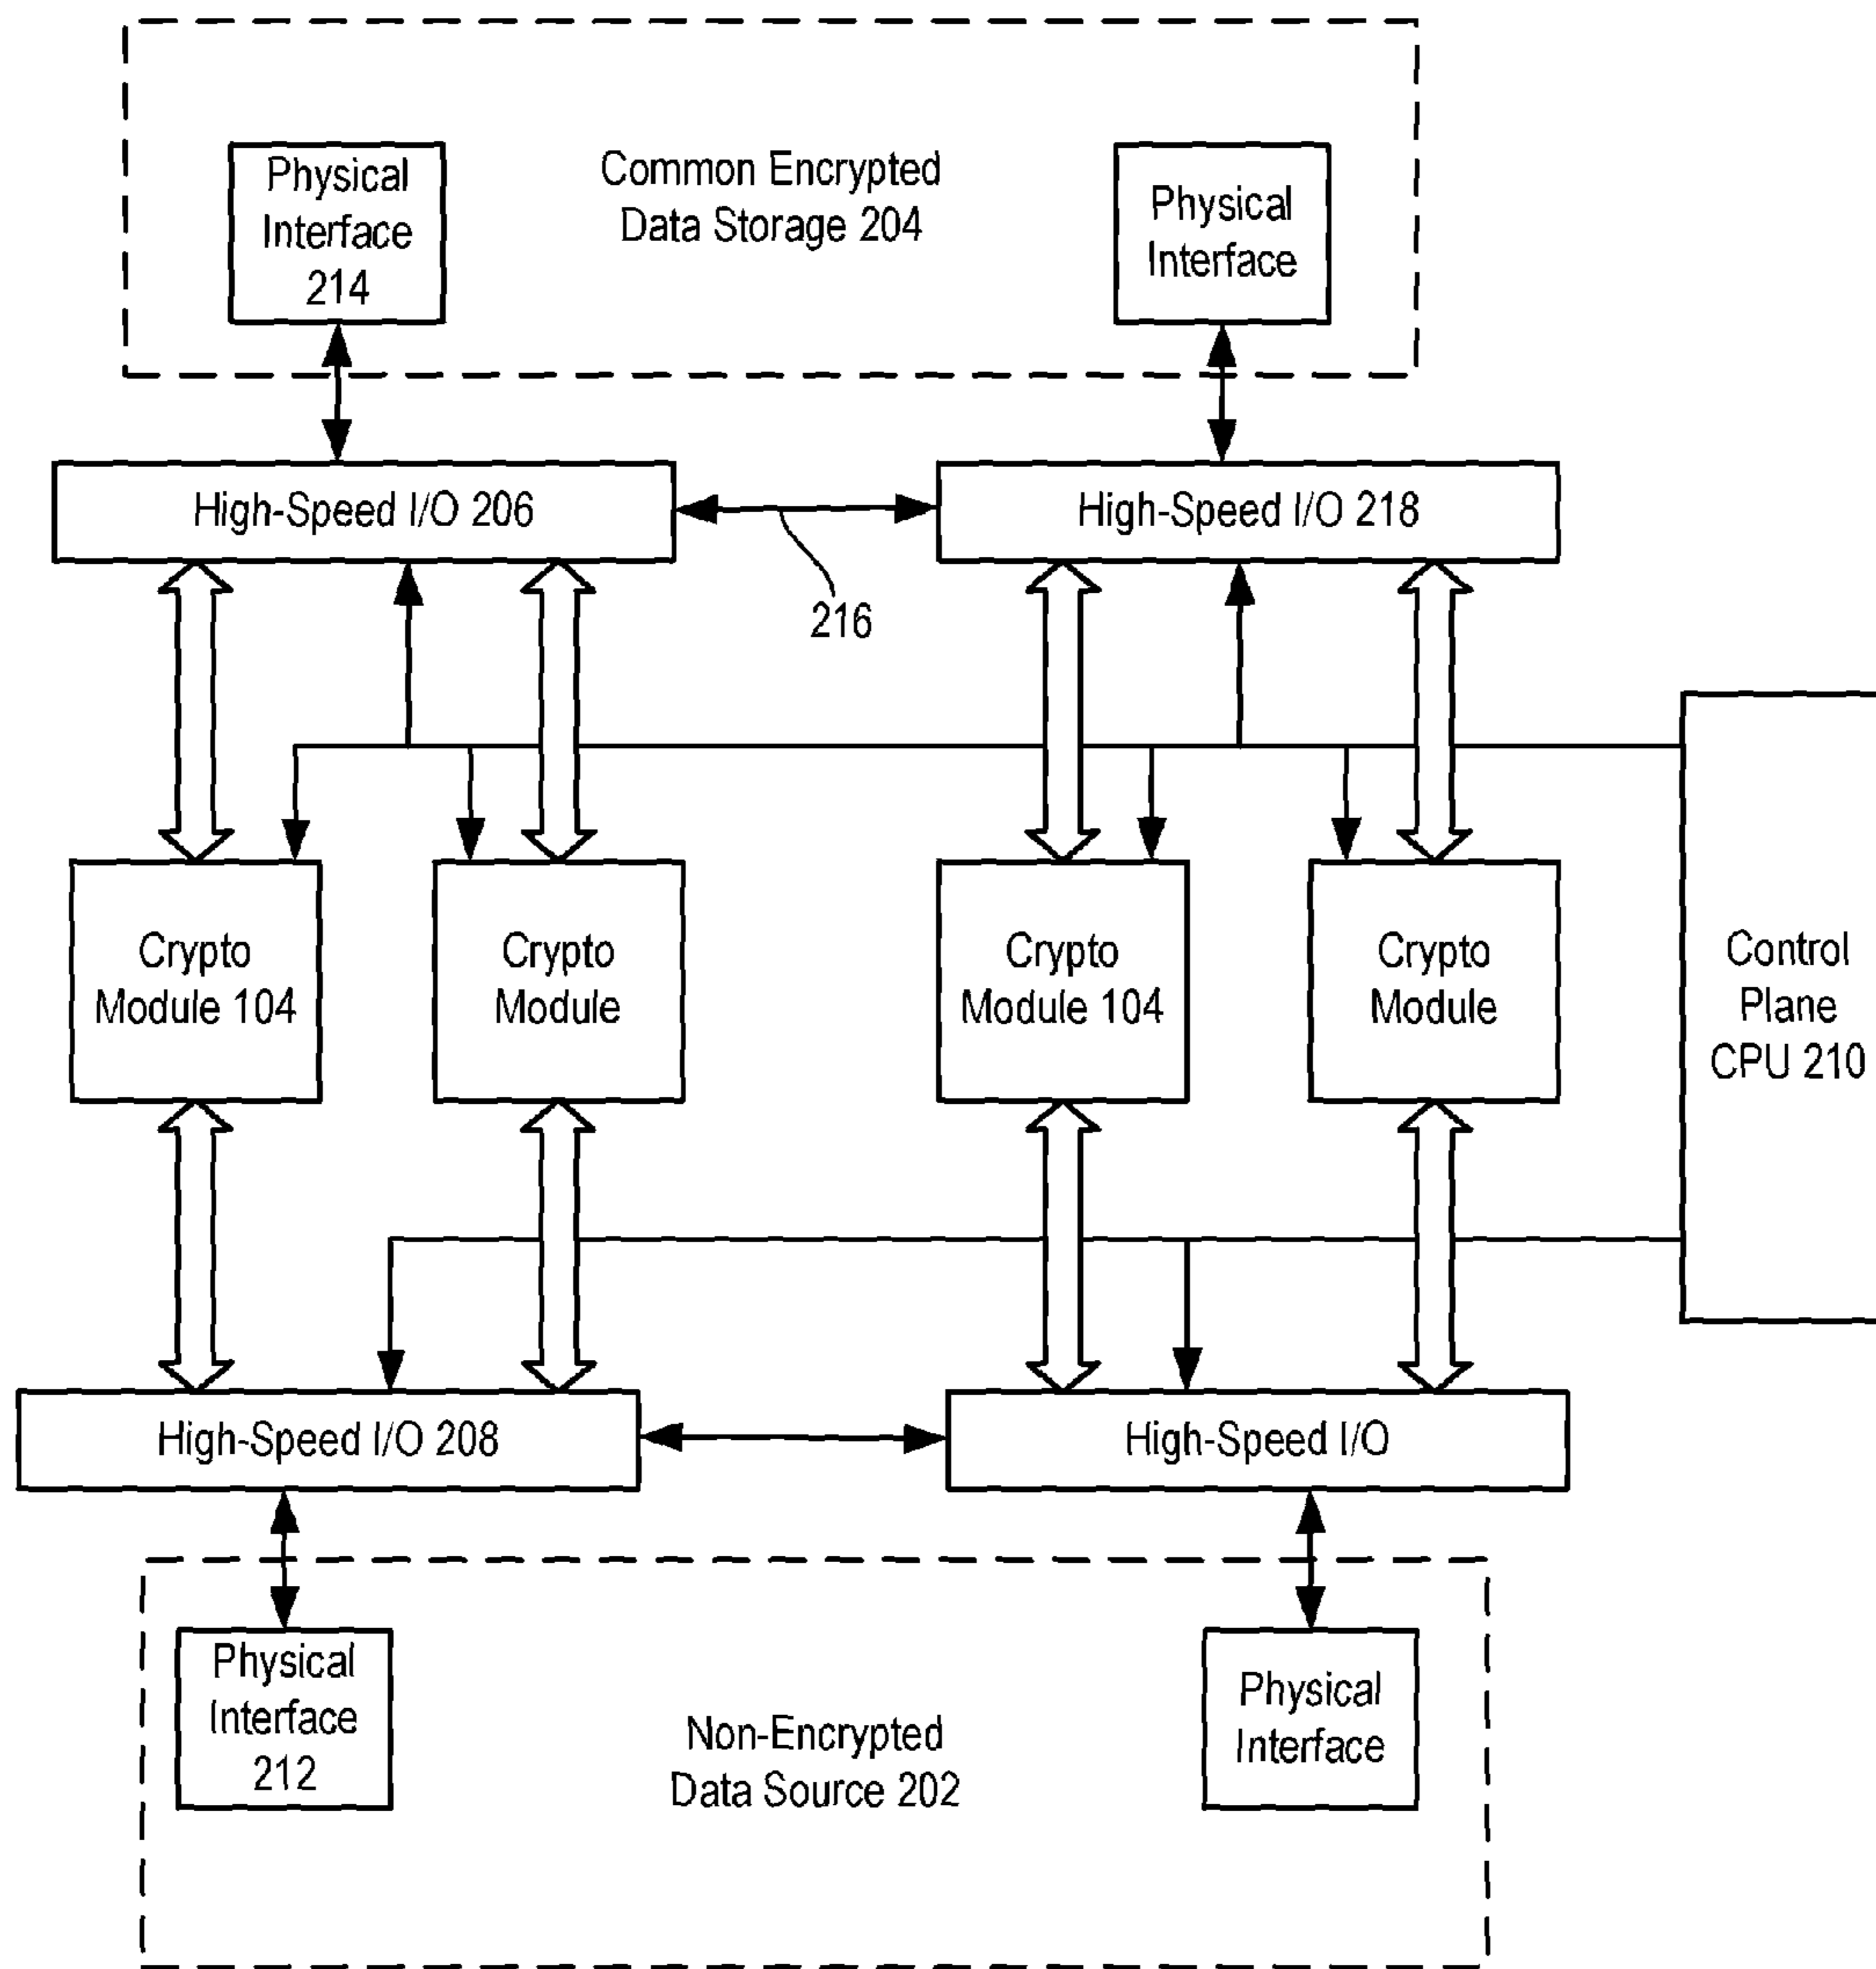 Physical
Interface
214
Common Encrypted
Data Storage 204
Physical
Interface
High-Speed I/O 206
High-Speed I/O 218
216
Crypto
Module 104
Crypto
Module
Crypto
Module 104
Crypto
Module
Control
Plane
CPU 210
High-Speed I/O 208
High-Speed I/O
Physical
Interface
212
Non-Encrypted
Data Source 202
Physical
Interface